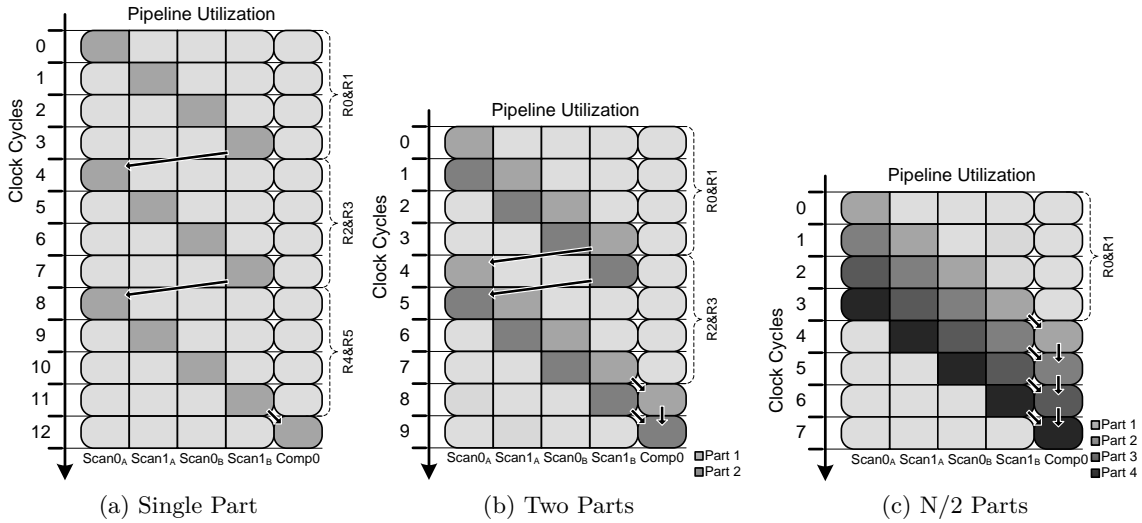 Pipeline Utilization
Clock Cycles
0
1
2
3
4
5
6
7
8
9
10
11
12
R0&R1
R2&R3
R4&R5
Scan0A Scan1A Scan0B Scan1B Comp0
(a) Single Part
Pipeline Utilization
Clock Cycles
0
1
2
3
4
5
6
7
8
9
R0&R1
R2&R3
Scan0A Scan1A Scan0B Scan1B Comp0
Part 1
Part 2
(b) Two Parts
Pipeline Utilization
Clock Cycles
0
1
2
3
4
5
6
7
R0&R1
Scan0A Scan1A Scan0B Scan1B Comp0
Part 1
Part 2
Part 3
Part 4
(c) N/2 Parts